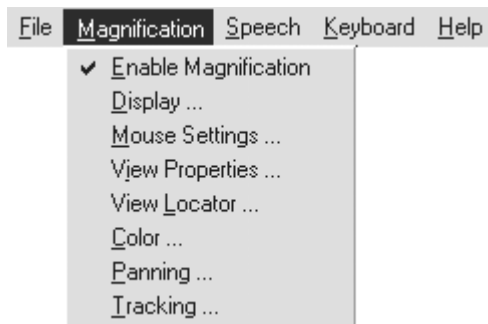 File Magnification Speech Keyboard Help
Enable Magnification
Display ...
Mouse Settings ...
View Properties ...
View Locator ...
Color ...
Panning ...
Tracking ...